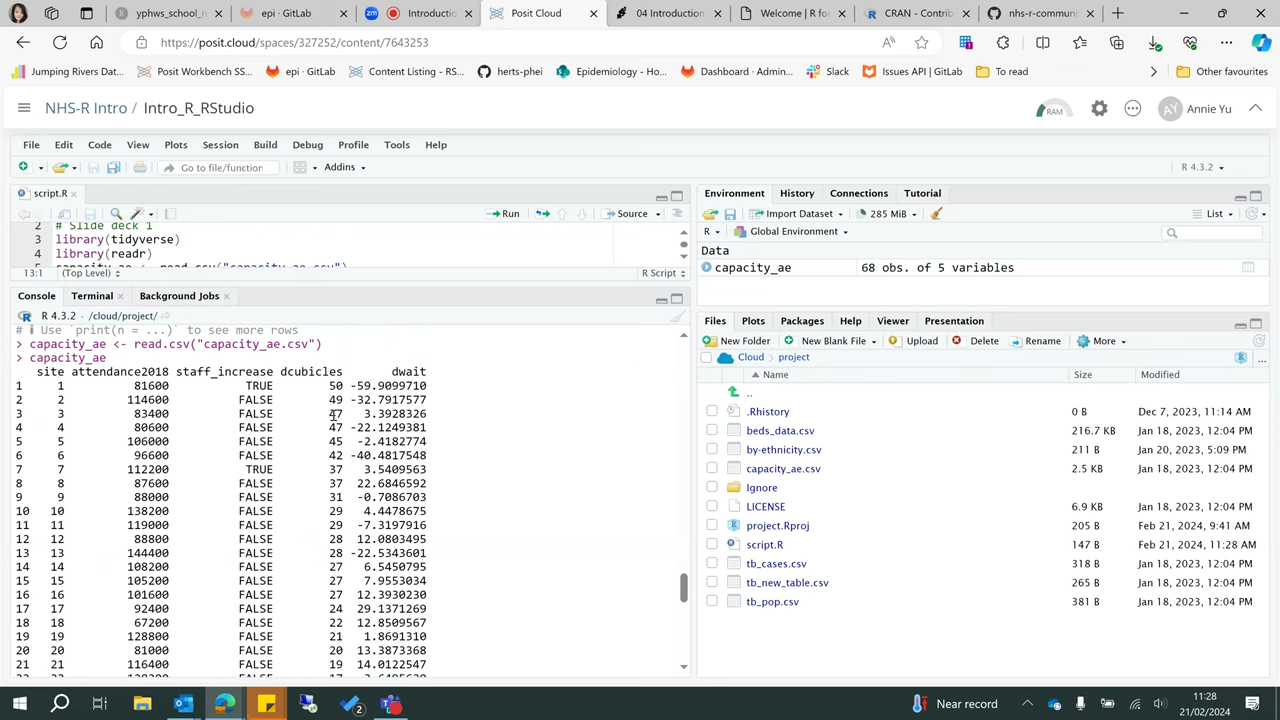 yphws_school_r
epi · GitLab
Introductio
Posit Cloud
04 Introduction
Welcome | R fou
CRAN - Contrib
nhs-r-commun
https://posit.cloud/spaces/327252/content/7643253
Jumping Rivers Dat...
Posit Workbench SS...
epi · GitLab
Content Listing - RS...
herts-phei
Epidemiology - Ho...
Dashboard · Admin...
Slack
Issues API | GitLab
To read
Other favourites
NHS-R Intro / Intro_R_RStudio
RAM
AY
Annie Yu
File Edit Code View Plots Session Build Debug Profile Tools Help
Go to file/function
Addins
R 4.3.2
script.R
Run
Source
2 # Slide deck 1
3 library(tidyverse)
4 library(readr)
5 capacity_ae <- read_csv("capacity_ae.csv")
13:1 (Top Level)
R Script
Console Terminal Background Jobs
R 4.3.2 · /cloud/project/
# ℹ Use `print(n = ...)` to see more rows
> capacity_ae <- read.csv("capacity_ae.csv")
> capacity_ae
site attendance2018 staff_increase dcubicles dwait
1 1 81600 TRUE 50 -59.9099710
2 2 114600 FALSE 49 -32.7917577
3 3 83400 FALSE 47 3.3928326
4 4 80600 FALSE 47 -22.1249381
5 5 106000 FALSE 45 -2.4182774
6 6 96600 FALSE 42 -40.4817548
7 7 112200 TRUE 37 3.5409563
8 8 87600 FALSE 37 22.6846592
9 9 88000 FALSE 31 -0.7086703
10 10 138200 FALSE 29 4.4478675
11 11 119000 FALSE 29 -7.3197916
12 12 88800 FALSE 28 12.0803495
13 13 144400 FALSE 28 -22.5343601
14 14 108200 FALSE 27 6.5450795
15 15 105200 FALSE 27 7.9553034
16 16 101600 FALSE 27 12.3930230
17 17 92400 FALSE 24 29.1371269
18 18 67200 FALSE 22 12.8509567
19 19 128800 FALSE 21 1.8691310
20 20 81000 FALSE 20 13.3873368
21 21 116400 FALSE 19 14.0122547
Environment History Connections Tutorial
Import Dataset
285 MiB
List
R
Global Environment
Data
capacity_ae 68 obs. of 5 variables
Files Plots Packages Help Viewer Presentation
New Folder New Blank File Upload Delete Rename More
Cloud project
Name Size Modified
..
.Rhistory 0 B Dec 7, 2023, 11:14 AM
beds_data.csv 216.7 KB Jan 18, 2023, 12:04 PM
by-ethnicity.csv 211 B Jan 20, 2023, 5:09 PM
capacity_ae.csv 2.5 KB Jan 18, 2023, 12:04 PM
Ignore
LICENSE 6.9 KB Jan 18, 2023, 12:04 PM
project.Rproj 205 B Feb 21, 2024, 9:41 AM
script.R 147 B Feb 21, 2024, 11:28 AM
tb_cases.csv 318 B Jan 18, 2023, 12:04 PM
tb_new_table.csv 265 B Jan 18, 2023, 12:04 PM
tb_pop.csv 381 B Jan 18, 2023, 12:04 PM
2
Near record
11:28
21/02/2024